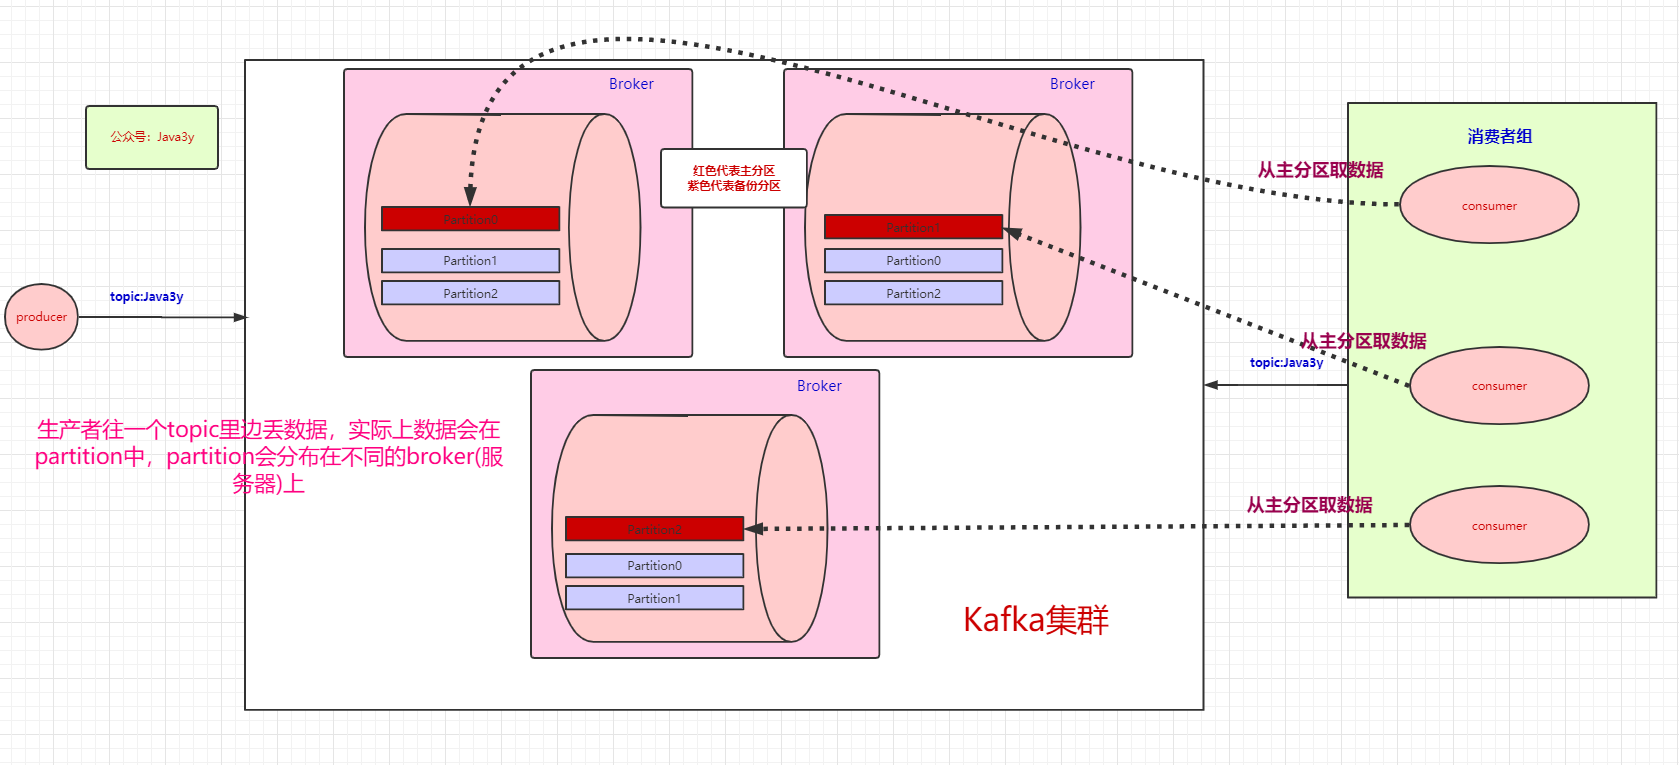 公众号：Java3y
producer
topic:Java3y
生产者往一个topic里边丢数据，实际上数据会在
partition中，partition会分布在不同的broker(服
务器)上
Broker
Partition0
Partition1
Partition2
红色代表主分区
紫色代表备份分区
Broker
Partition1
Partition0
Partition2
Broker
Partition2
Partition0
Partition1
Kafka集群
从主分区取数据
从主分区取数据
topic:Java3y
从主分区取数据
消费者组
consumer
consumer
consumer